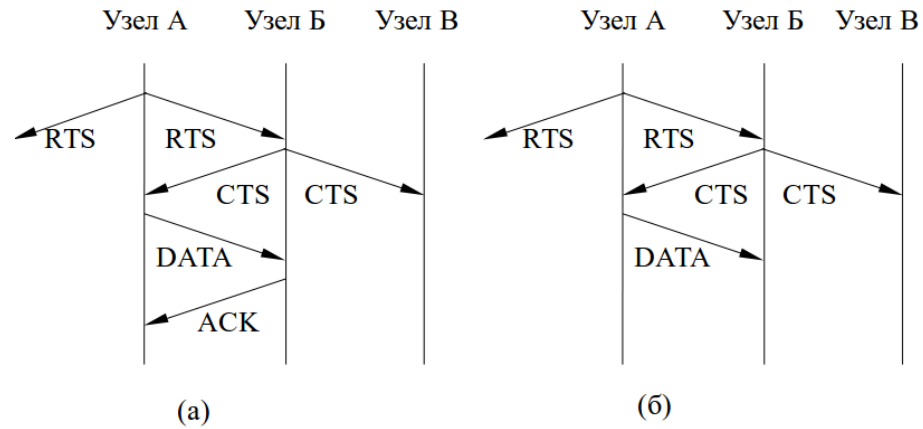 Узел А Узел Б Узел В Узел А Узел Б Узел В
RTS RTS RTS RTS
CTS CTS CTS CTS
DATA DATA
ACK
(а) (б)